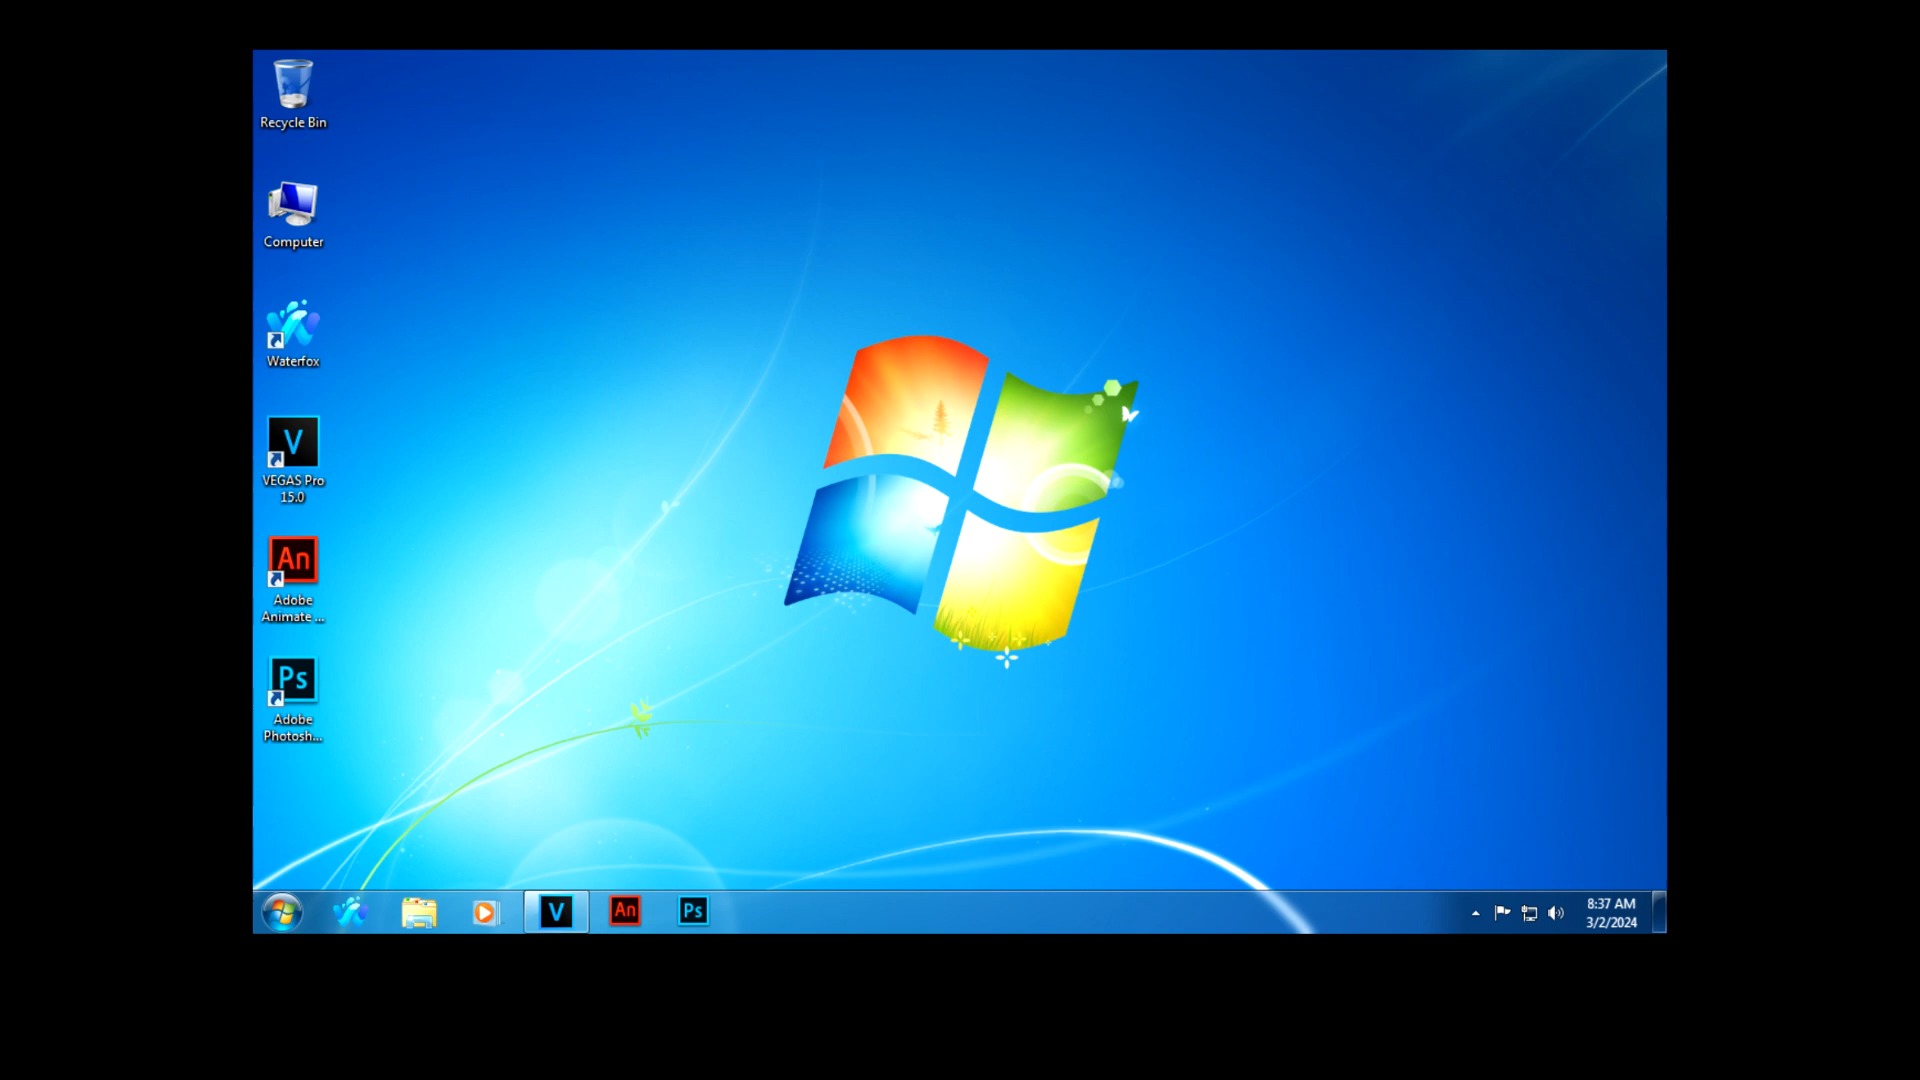 Recycle Bin
Computer
Waterfox
V
VEGAS Pro
15.0
An
Adobe
Animate ...
Ps
Adobe
Photosh...
V
An
Ps
8:37 AM
3/2/2024